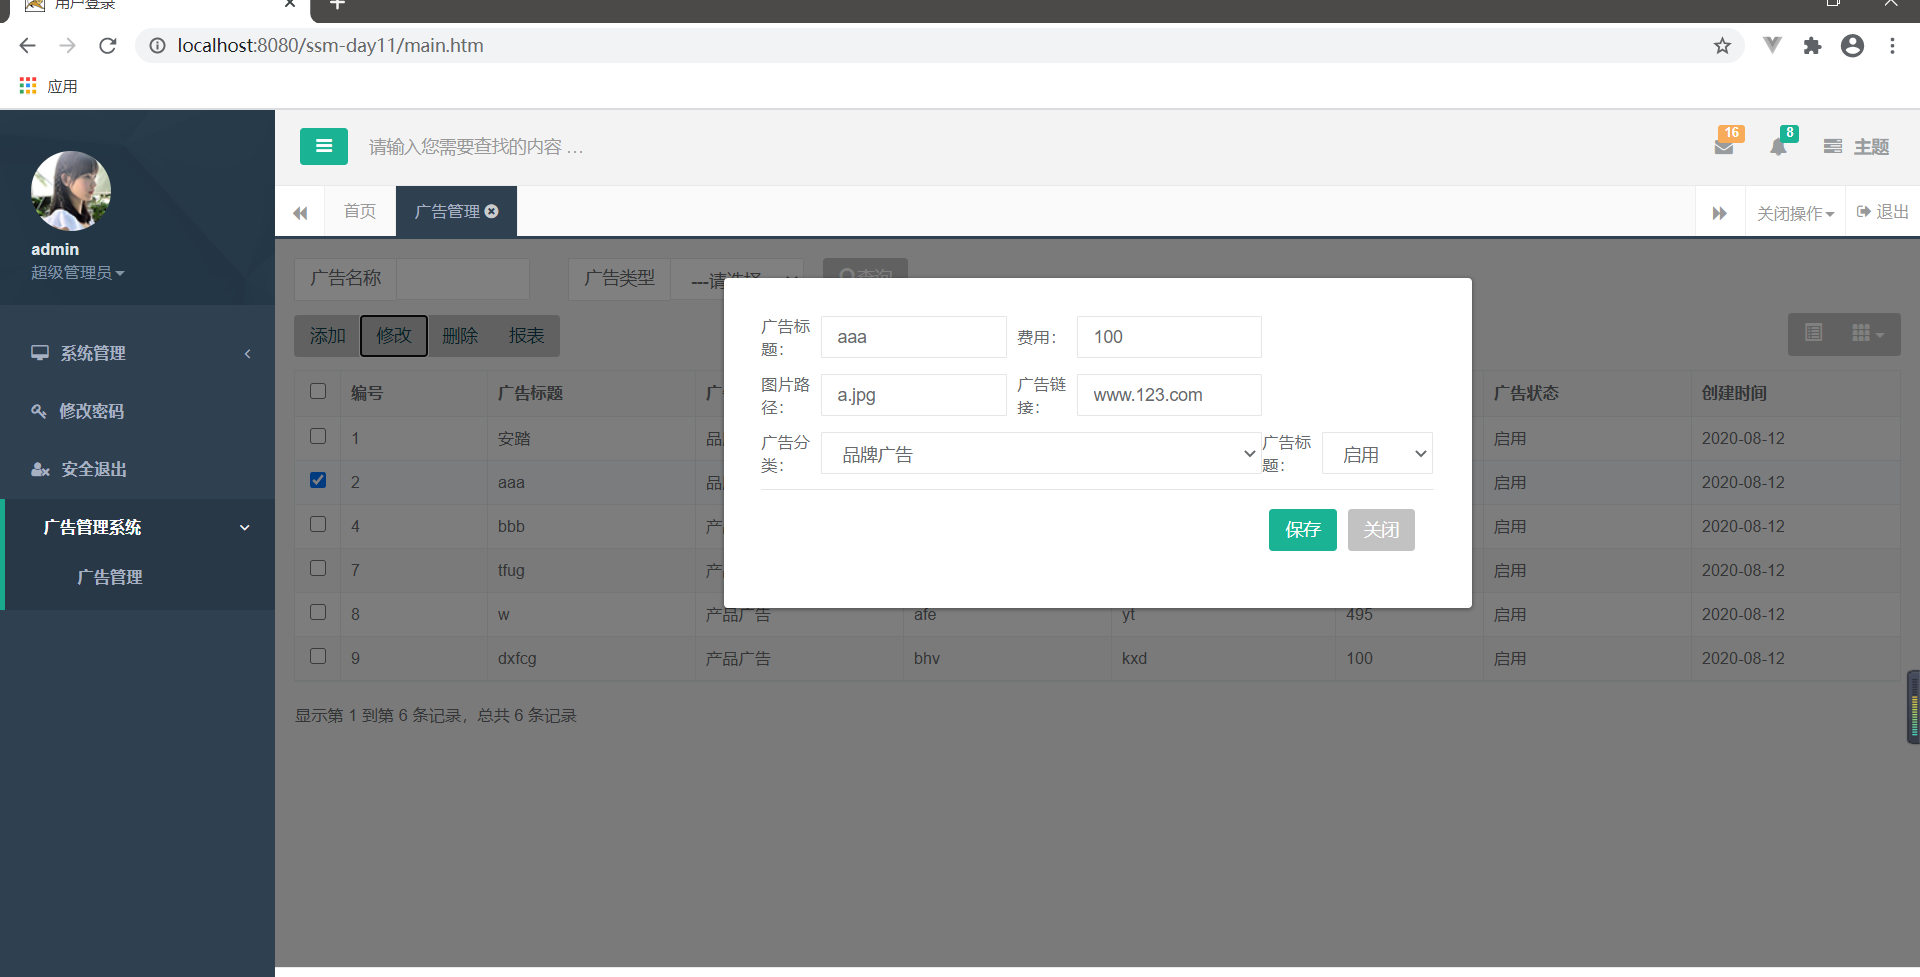 用户登录
localhost:8080/ssm-day11/main.htm
应用
请输入您需要查找的内容 …
16
8
主题
首页
广告管理
关闭操作
退出
admin
超级管理员
系统管理
修改密码
安全退出
广告管理系统
广告管理
广告名称
广告类型
---请选择
查询
添加 修改 删除 报表
广告标题：
aaa
费用：
100
图片路径：
a.jpg
广告链接：
www.123.com
广告分类：
品牌广告
广告标题：
启用
保存
关闭
编号 广告标题 广 广告状态 创建时间
1 安踏 品 启用 2020-08-12
2 aaa 品 启用 2020-08-12
4 bbb 产 启用 2020-08-12
7 tfug 产 启用 2020-08-12
8 w 产品广告 afe yt 495 启用 2020-08-12
9 dxfcg 产品广告 bhv kxd 100 启用 2020-08-12
显示第 1 到第 6 条记录，总共 6 条记录